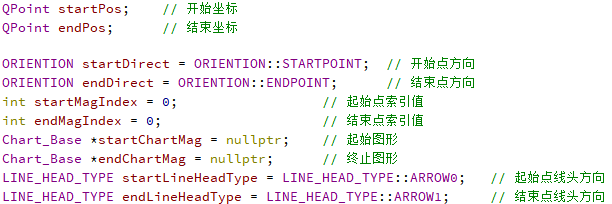 QPoint startPos;    // 开始坐标
QPoint endPos;      // 结束坐标
ORIENTION startDirect = ORIENTION::STARTPOINT;  // 开始点方向
ORIENTION endDirect = ORIENTION::ENDPOINT;      // 结束点方向
int startMagIndex = 0;                  // 起始点索引值
int endMagIndex = 0;                    // 结束点索引值
Chart_Base *startChartMag = nullptr;    // 起始图形
Chart_Base *endChartMag = nullptr;      // 终止图形
LINE_HEAD_TYPE startLineHeadType = LINE_HEAD_TYPE::ARROW0;   // 起始点线头方向
LINE_HEAD_TYPE endLineHeadType = LINE_HEAD_TYPE::ARROW1;     // 结束点线头方向